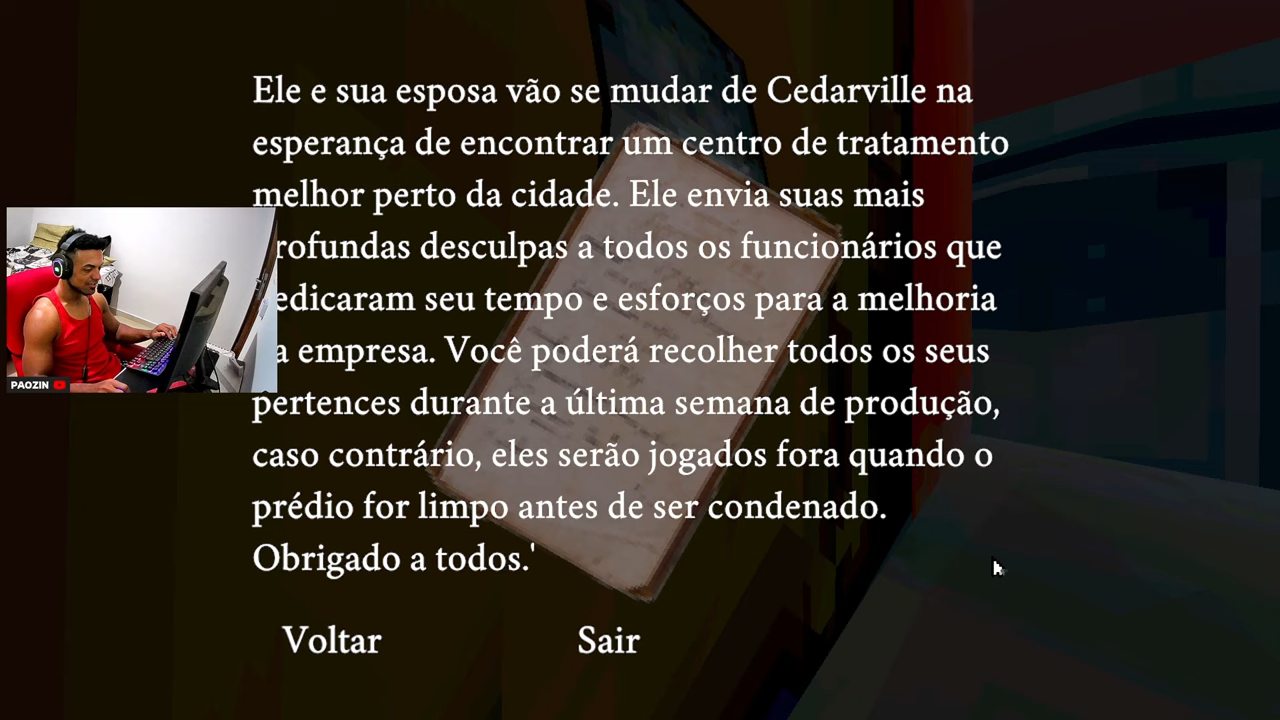 Ele e sua esposa vão se mudar de Cedarville na
esperança de encontrar um centro de tratamento
melhor perto da cidade. Ele envia suas mais
rofundas desculpas a todos os funcionários que
edicaram seu tempo e esforços para a melhoria
a empresa. Você poderá recolher todos os seus
PAOZIN
pertences durante a última semana de produção,
caso contrário, eles serão jogados fora quando o
prédio for limpo antes de ser condenado.
Obrigado a todos.'
Voltar Sair